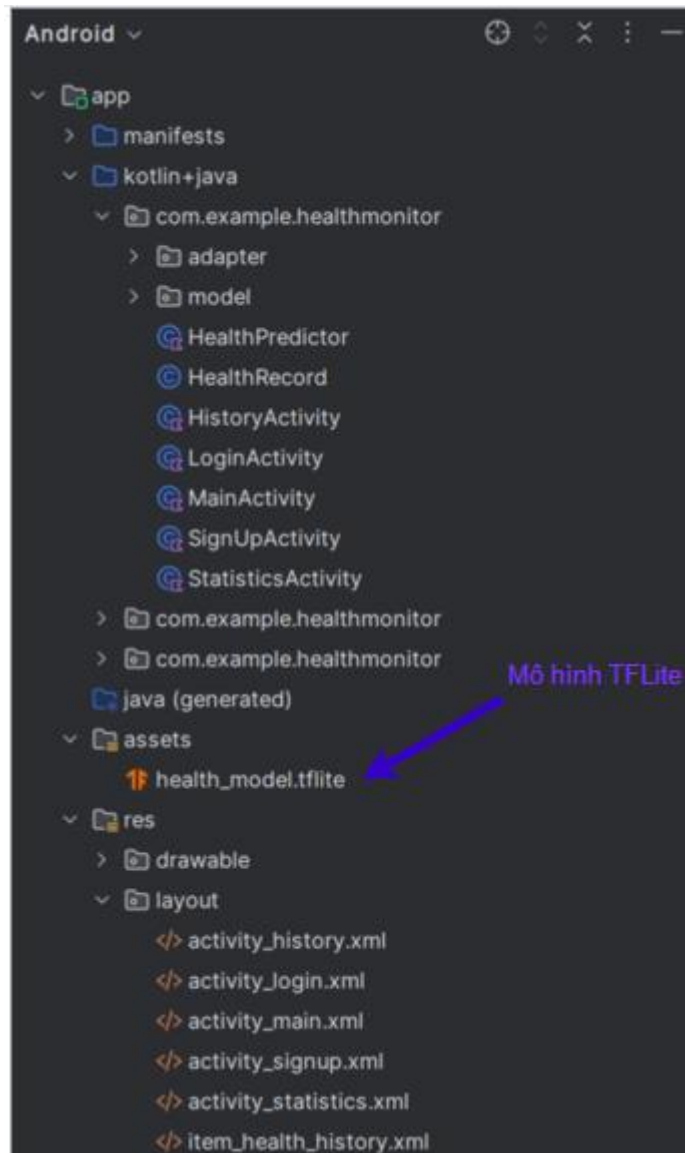 Android
app
manifests
kotlin+java
com.example.healthmonitor
adapter
model
HealthPredictor
HealthRecord
HistoryActivity
LoginActivity
MainActivity
SignUpActivity
StatisticsActivity
com.example.healthmonitor
com.example.healthmonitor
Mô hình TFLite
java (generated)
assets
health_model.tflite
res
drawable
layout
activity_history.xml
activity_login.xml
activity_main.xml
activity_signup.xml
activity_statistics.xml
item_health_history.xml